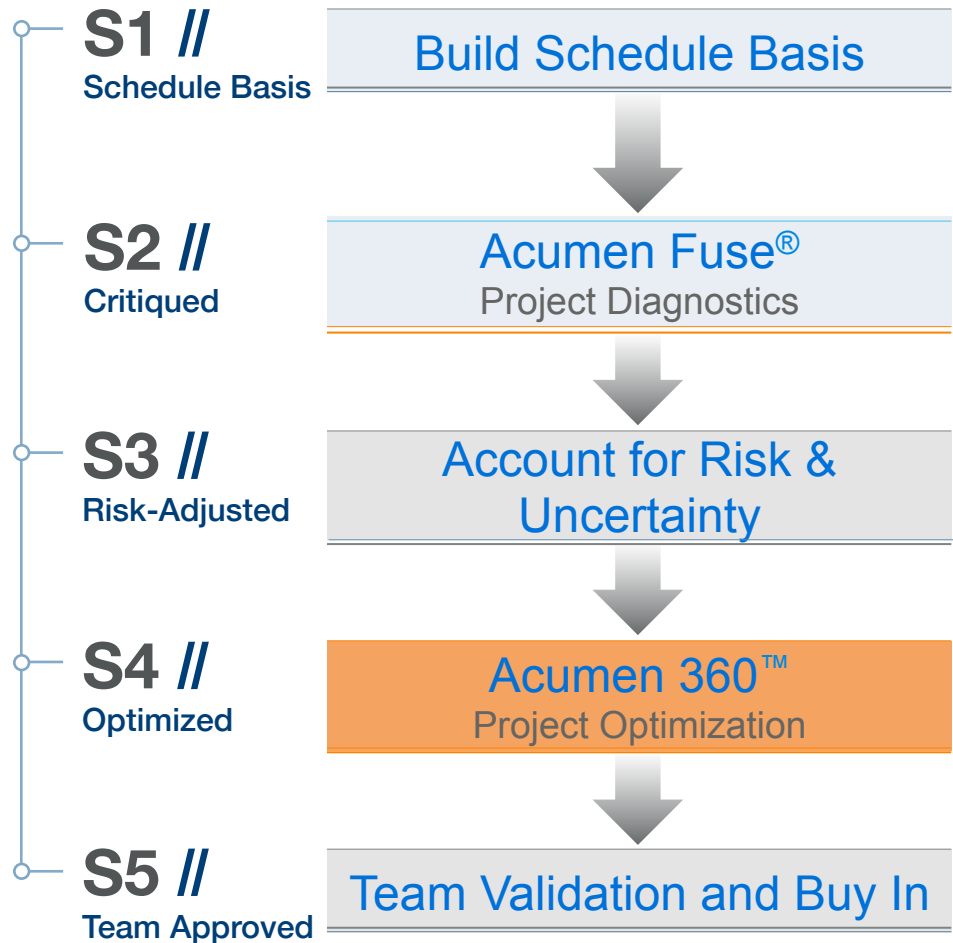 S1 //
Schedule Basis
Build Schedule Basis
S2 //
Critiqued
Acumen Fuse®
Project Diagnostics
S3 //
Risk-Adjusted
Account for Risk &
Uncertainty
S4 //
Optimized
Acumen 360™
Project Optimization
S5 //
Team Approved
Team Validation and Buy In